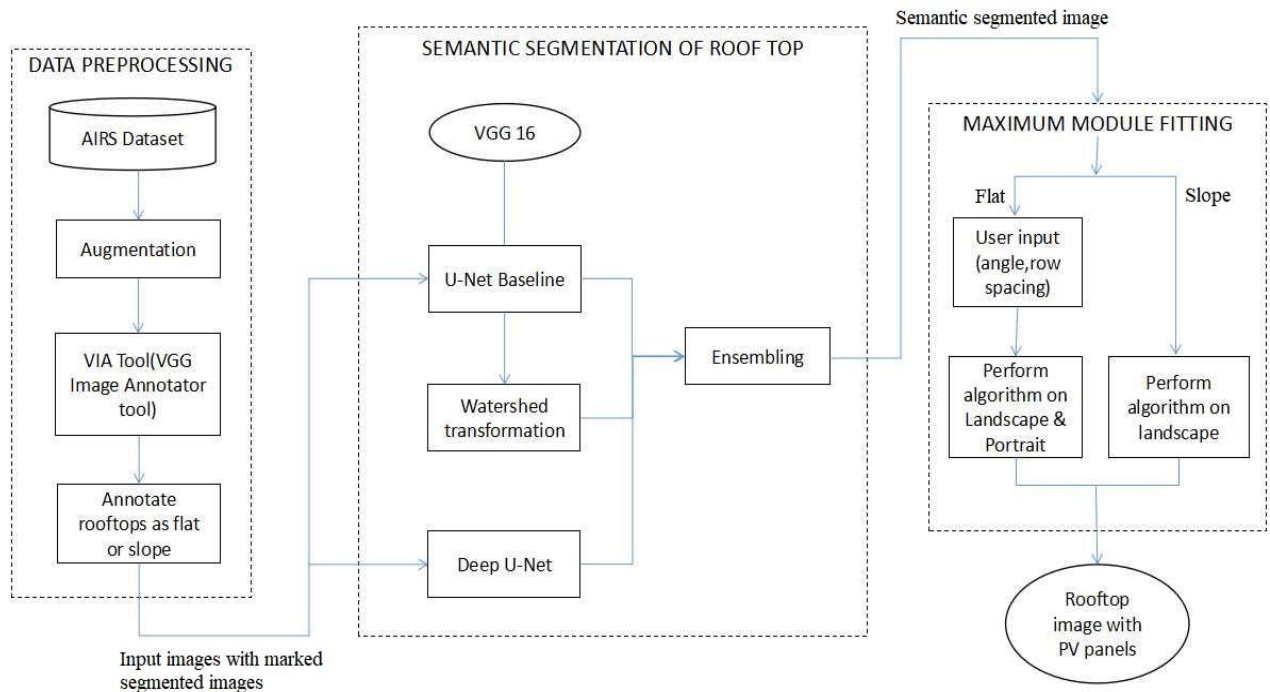 DATA PREPROCESSING
AIRS Dataset
Augmentation
VIA Tool(VGG
Image Annotator
tool)
Annotate
rooftops as flat
or slope
Input images with marked
segmented images
SEMANTIC SEGMENTATION OF ROOF TOP
VGG 16
U-Net Baseline
Watershed
transformation
Deep U-Net
Ensembling
Semantic segmented image
MAXIMUM MODULE FITTING
Flat
Slope
User input
(angle,row
spacing)
Perform
algorithm on
Landscape &
Portrait
Perform
algorithm on
landscape
Rooftop
image with
PV panels